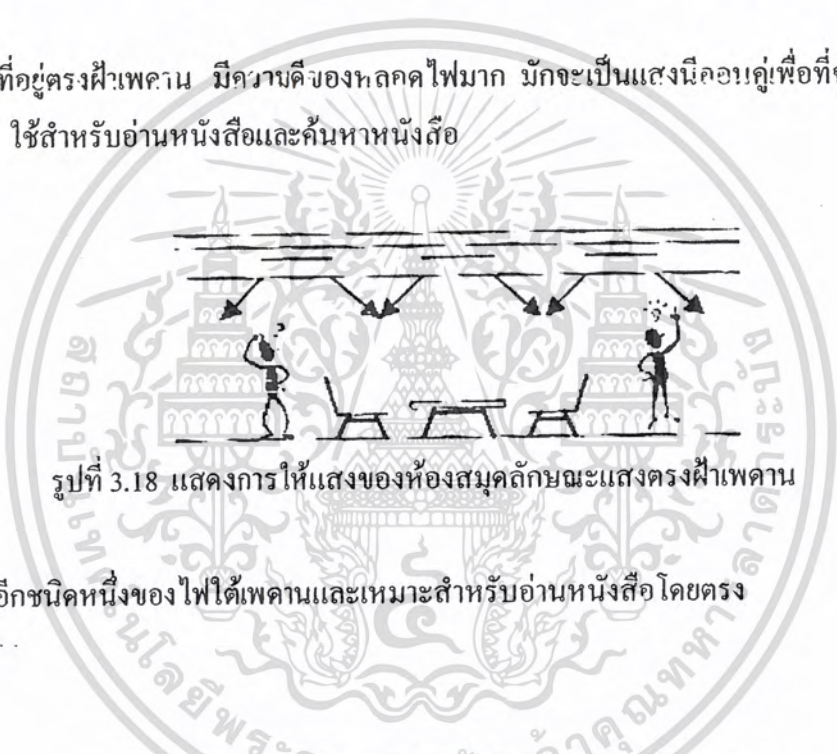 ที่อยู่ตรงฝ้าเพดาน มีความถี่ของหลอดไฟมาก มักจะเป็นแสงนีออนคู่เพื่อที่
ใช้สำหรับอ่านหนังสือและค้นหาหนังสือ
รูปที่ 3.18 แสดงการให้แสงของห้องสมุดลักษณะแสงตรงฝ้าเพดาน
อีกชนิดหนึ่งของไฟใต้เพดานและเหมาะสำหรับอ่านหนังสือโดยตรง